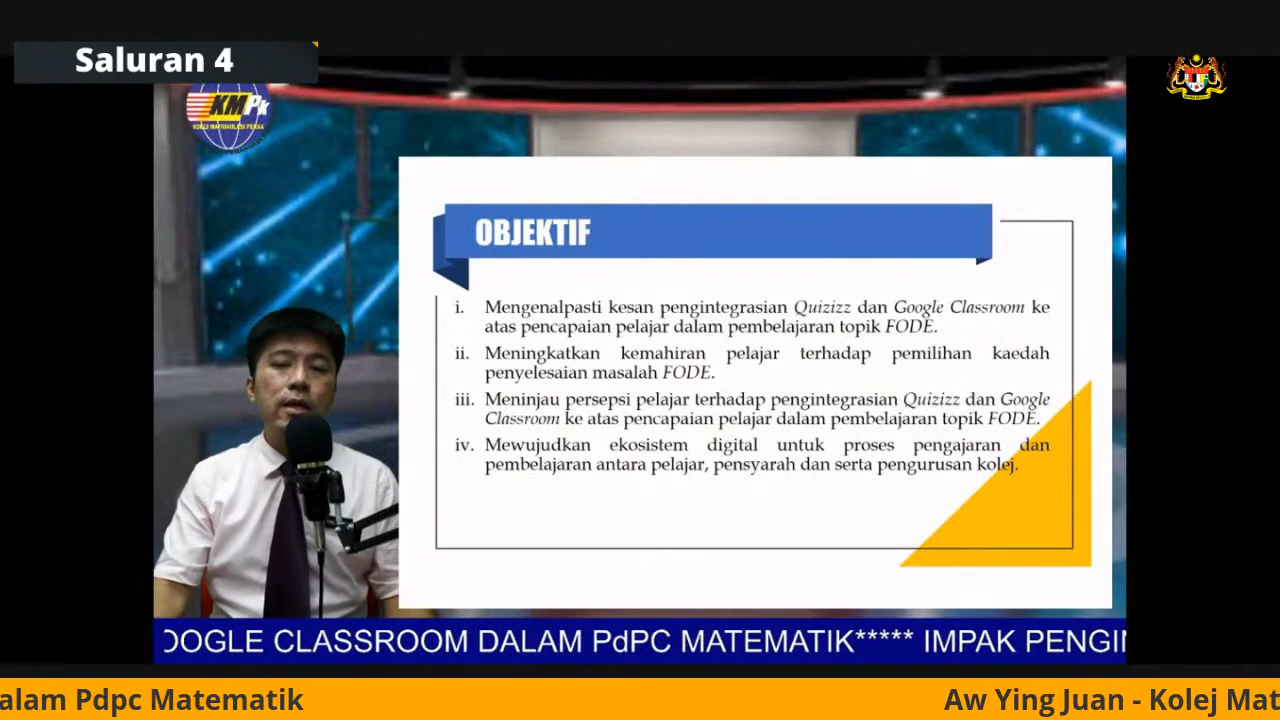 Saluran 4
KMPk
KOLEJ MATRIKULASI PERAK
OBJEKTIF
i. Mengenalpasti kesan pengintegrasian Quizizz dan Google Classroom ke
atas pencapaian pelajar dalam pembelajaran topik FODE.
ii. Meningkatkan kemahiran pelajar terhadap pemilihan kaedah
penyelesaian masalah FODE.
iii. Meninjau persepsi pelajar terhadap pengintegrasian Quizizz dan Google
Classroom ke atas pencapaian pelajar dalam pembelajaran topik FODE.
iv. Mewujudkan ekosistem digital untuk proses pengajaran dan
pembelajaran antara pelajar, pensyarah dan serta pengurusan kolej.
OOGLE CLASSROOM DALAM PdPC MATEMATIK***** IMPAK PENGIN
alam Pdpc Matematik Aw Ying Juan - Kolej Mat